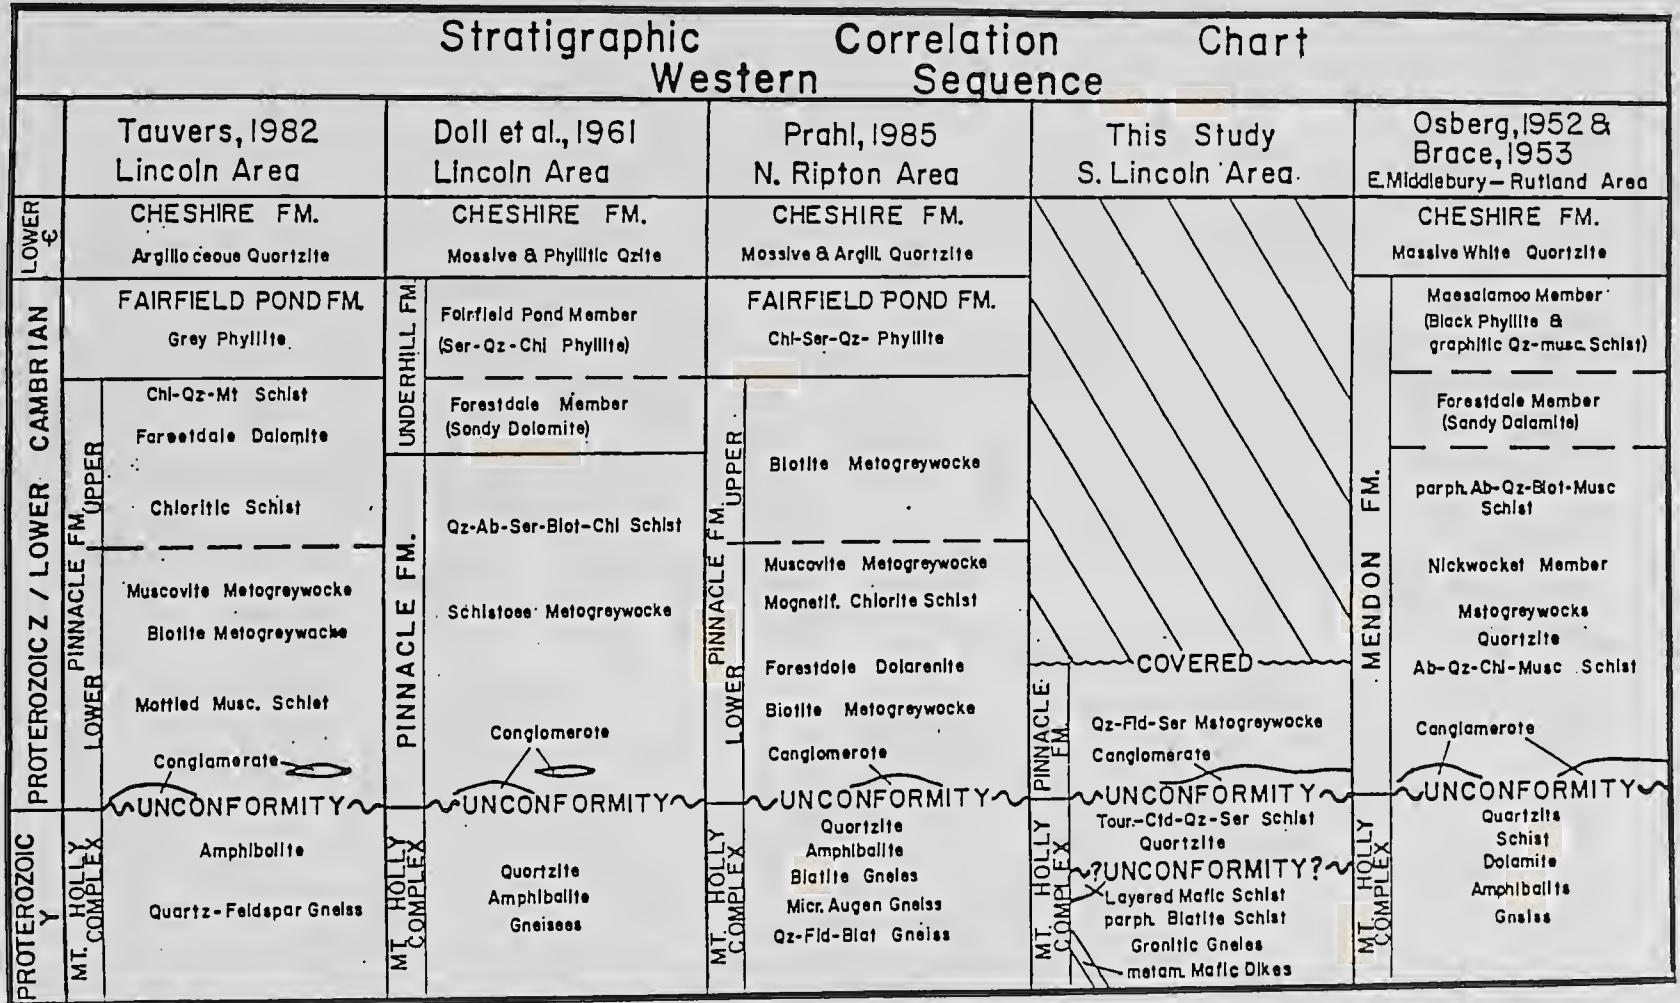 Stratigraphic Correlation Chart
Western Sequence
Tauvers, 1982
Lincoln Area
Doll et al., 1961
Lincoln Area
Prahl, 1985
N. Ripton Area
This Study
S. Lincoln Area.
Osberg, 1952 &
Brace, 1953
E. Middlebury – Rutland Area
LOWER
Є
PROTEROZOIC Z / LOWER CAMBRIAN
PROTEROZOIC
Y
CHESHIRE FM.
Argillaceous Quartzite
FAIRFIELD POND FM.
Grey Phyllite
PINNACLE FM.
UPPER
LOWER
Chl-Qz-Mt Schist
Forestdale Dolomite
Chloritic Schist
Muscovite Metagreywacke
Biotite Metagreywacke
Mottled Musc. Schist
Conglomerate
UNCONFORMITY
MT. HOLLY
COMPLEX
Amphibolite
Quartz-Feldspar Gneiss
CHESHIRE FM.
Massive & Phyllitic Qzite
UNDERHILL FM.
Fairfield Pond Member
(Ser-Qz-Chl Phyllite)
Forestdale Member
(Sandy Dolomite)
PINNACLE FM.
Qz-Ab-Ser-Biot-Chl Schist
Schistose Metagreywacke
Conglomerate
UNCONFORMITY
MT. HOLLY
COMPLEX
Quartzite
Amphibolite
Gneisses
CHESHIRE FM.
Massive & Argill. Quartzite
FAIRFIELD POND FM.
Chl-Ser-Qz- Phyllite
PINNACLE FM.
UPPER
LOWER
Biotite Metagreywacke
Muscovite Metagreywacke
Magnetif. Chlorite Schist
Forestdale Dolarenite
Biotite Metagreywacke
Conglomerate
UNCONFORMITY
MT. HOLLY
COMPLEX
Quartzite
Amphibolite
Biotite Gneiss
Micr. Augen Gneiss
Qz-Fld-Biot Gneiss
COVERED
PINNACLE
FM.
Qz-Fld-Ser Metagreywacke
Conglomerate
UNCONFORMITY
MT. HOLLY
COMPLEX
Tour.-Ctd-Qz-Ser Schist
Quartzite
?UNCONFORMITY?
Layered Mafic Schist
porph. Biotite Schist
Granitic Gneiss
metam. Mafic Dikes
CHESHIRE FM.
Massive White Quartzite
MENDON FM.
Moosalamoo Member
(Black Phyllite &
graphitic Qz-musc. Schist)
Forestdale Member
(Sandy Dolomite)
porph. Ab-Qz-Biot-Musc
Schist
Nickwacket Member
Metagreywacke
Quartzite
Ab-Qz-Chl-Musc Schist
Conglomerate
UNCONFORMITY
MT. HOLLY
COMPLEX
Quartzite
Schist
Dolomite
Amphibolite
Gneiss